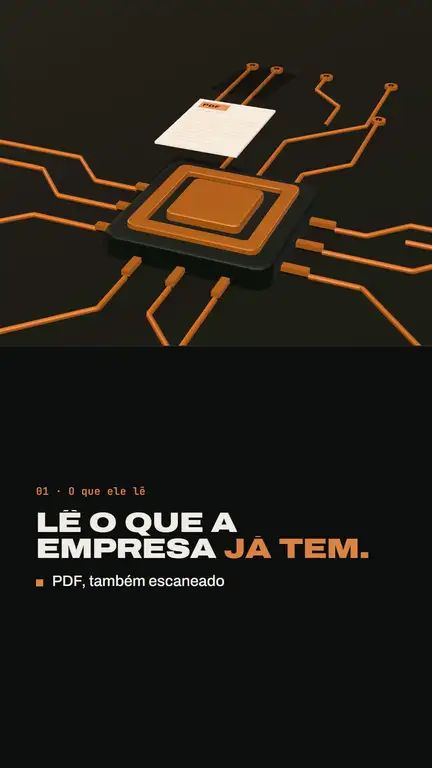 PDF
01 · O que ele lê
LÊ O QUE A
EMPRESA JÁ TEM.
PDF, também escaneado